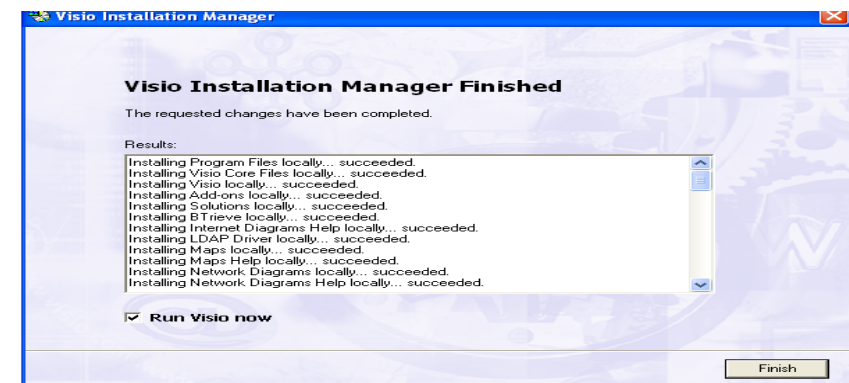 Visio Installation Manager
Visio Installation Manager Finished
The requested changes have been completed.
Results:
Installing Program Files locally... succeeded.
Installing Visio Core Files locally... succeeded.
Installing Visio locally... succeeded.
Installing Add-ons locally... succeeded.
Installing Solutions locally... succeeded.
Installing BTrieve locally... succeeded.
Installing Internet Diagrams Help locally... succeeded.
Installing LDAP Driver locally... succeeded.
Installing Maps locally... succeeded.
Installing Maps Help locally... succeeded.
Installing Network Diagrams locally... succeeded.
Installing Network Diagrams Help locally... succeeded.
Run Visio now
Finish